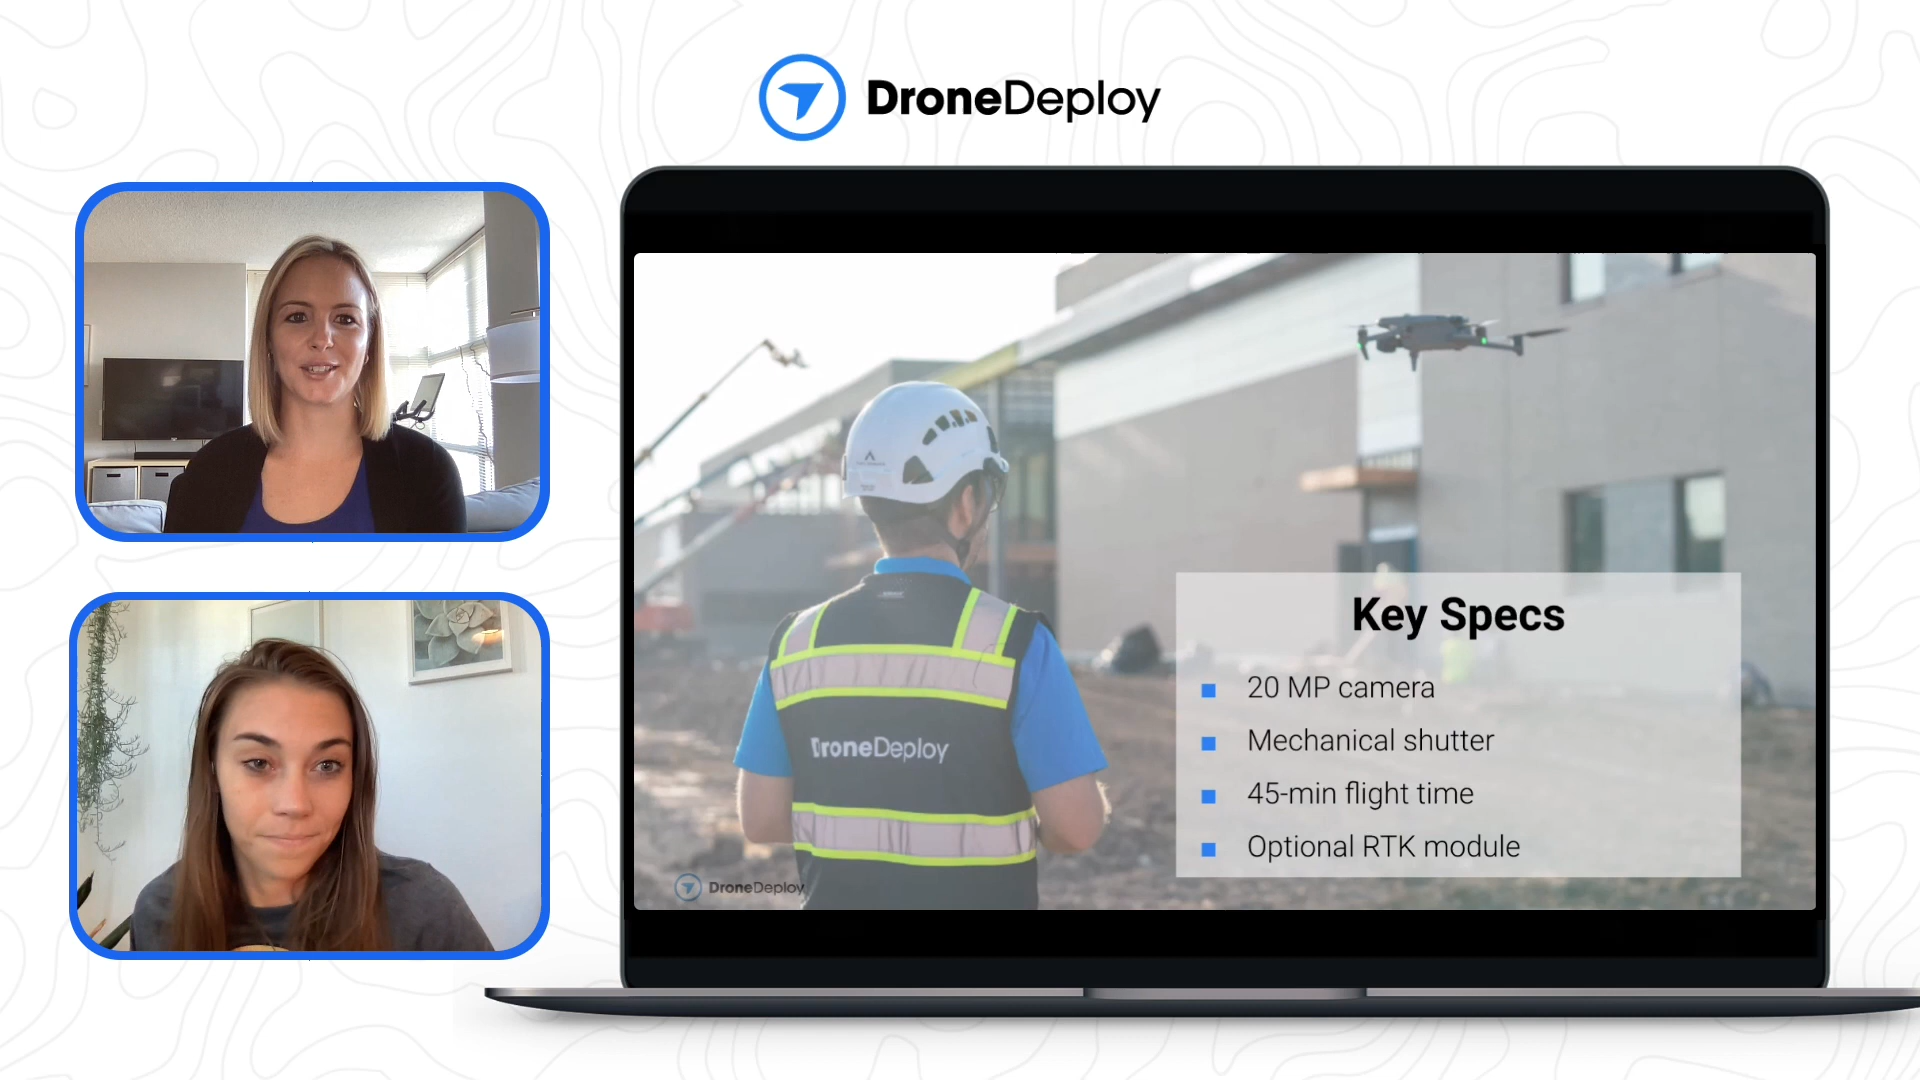 DroneDeploy
Key Specs
20 MP camera
Mechanical shutter
45-min flight time
Optional RTK module
DroneDeploy
DroneDeploy